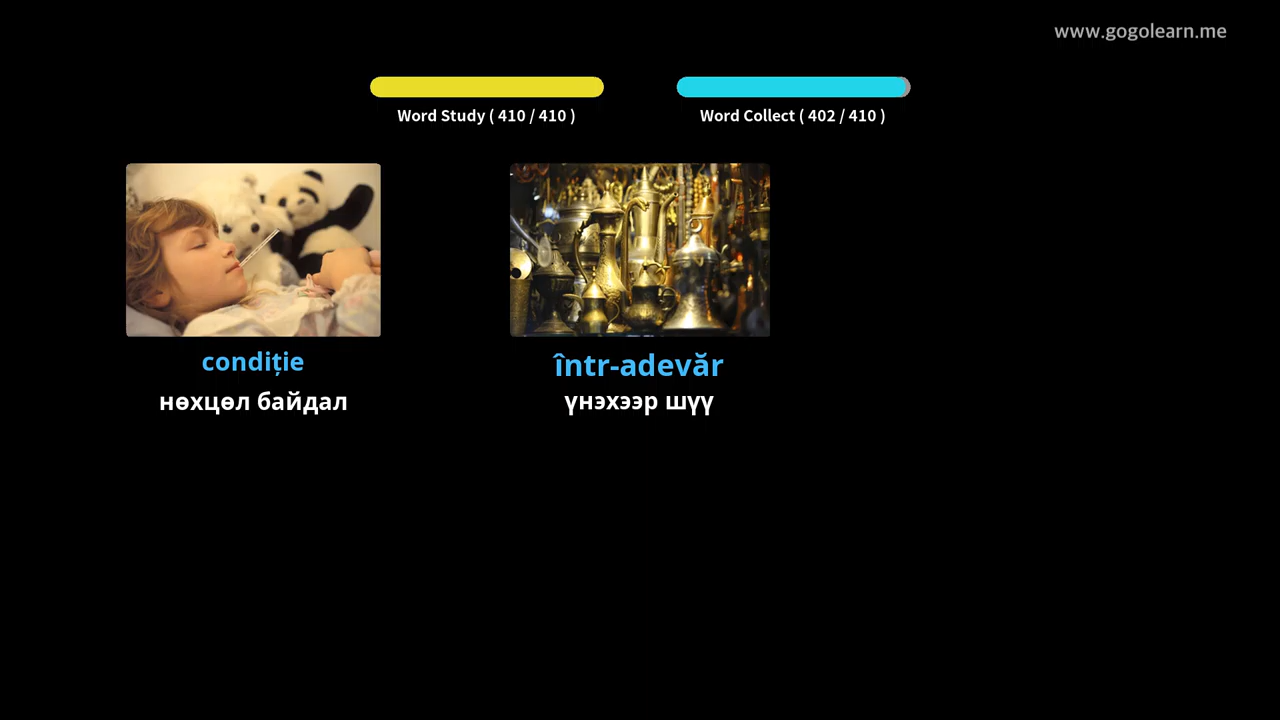 www.gogolearn.me
Word Study ( 410 / 410 )
Word Collect ( 402 / 410 )
condiție
într-adevăr
нөхцөл байдал
үнэхээр шүү